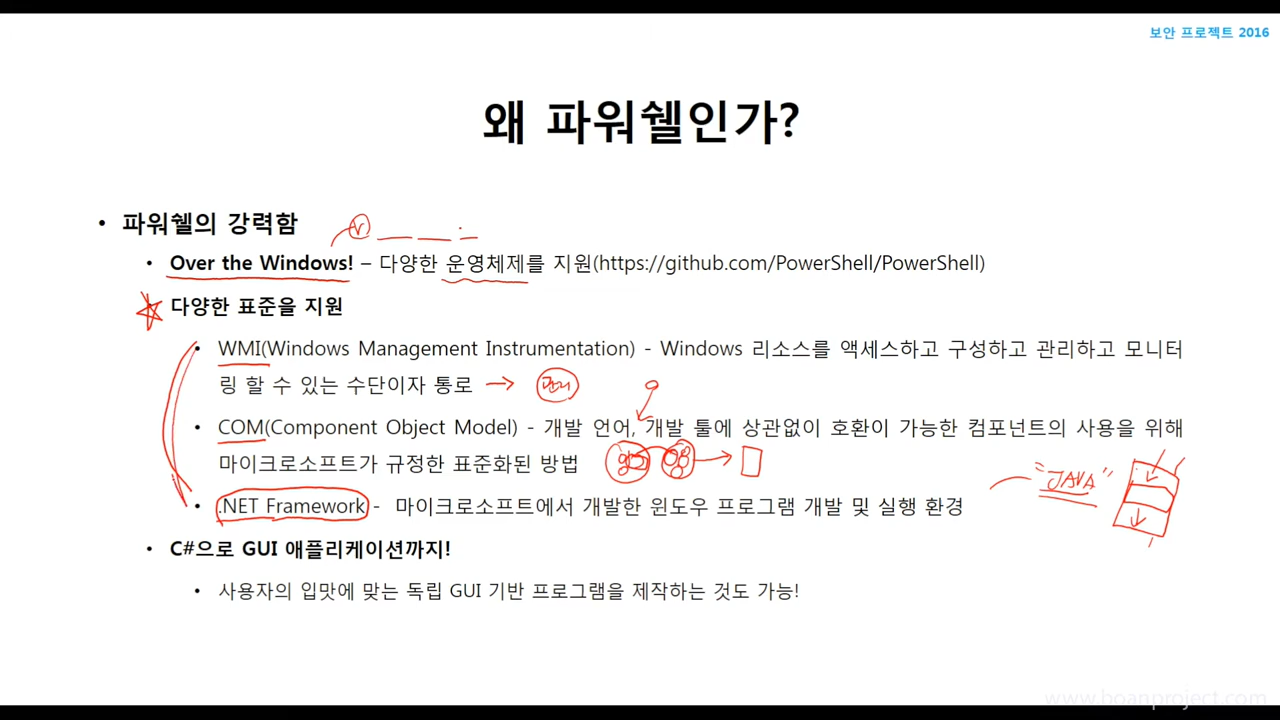 보안 프로젝트 2016
왜 파워쉘인가?
• 파워쉘의 강력함
• Over the Windows! – 다양한 운영체제를 지원(https://github.com/PowerShell/PowerShell)
다양한 표준을 지원
• WMI(Windows Management Instrumentation) - Windows 리소스를 액세스하고 구성하고 관리하고 모니터
링 할 수 있는 수단이자 통로
관리
• COM(Component Object Model) - 개발 언어, 개발 툴에 상관없이 호환이 가능한 컴포넌트의 사용을 위해
마이크로소프트가 규정한 표준화된 방법
"JAVA"
• .NET Framework - 마이크로소프트에서 개발한 윈도우 프로그램 개발 및 실행 환경
• C#으로 GUI 애플리케이션까지!
• 사용자의 입맛에 맞는 독립 GUI 기반 프로그램을 제작하는 것도 가능!
www.boanproject.com